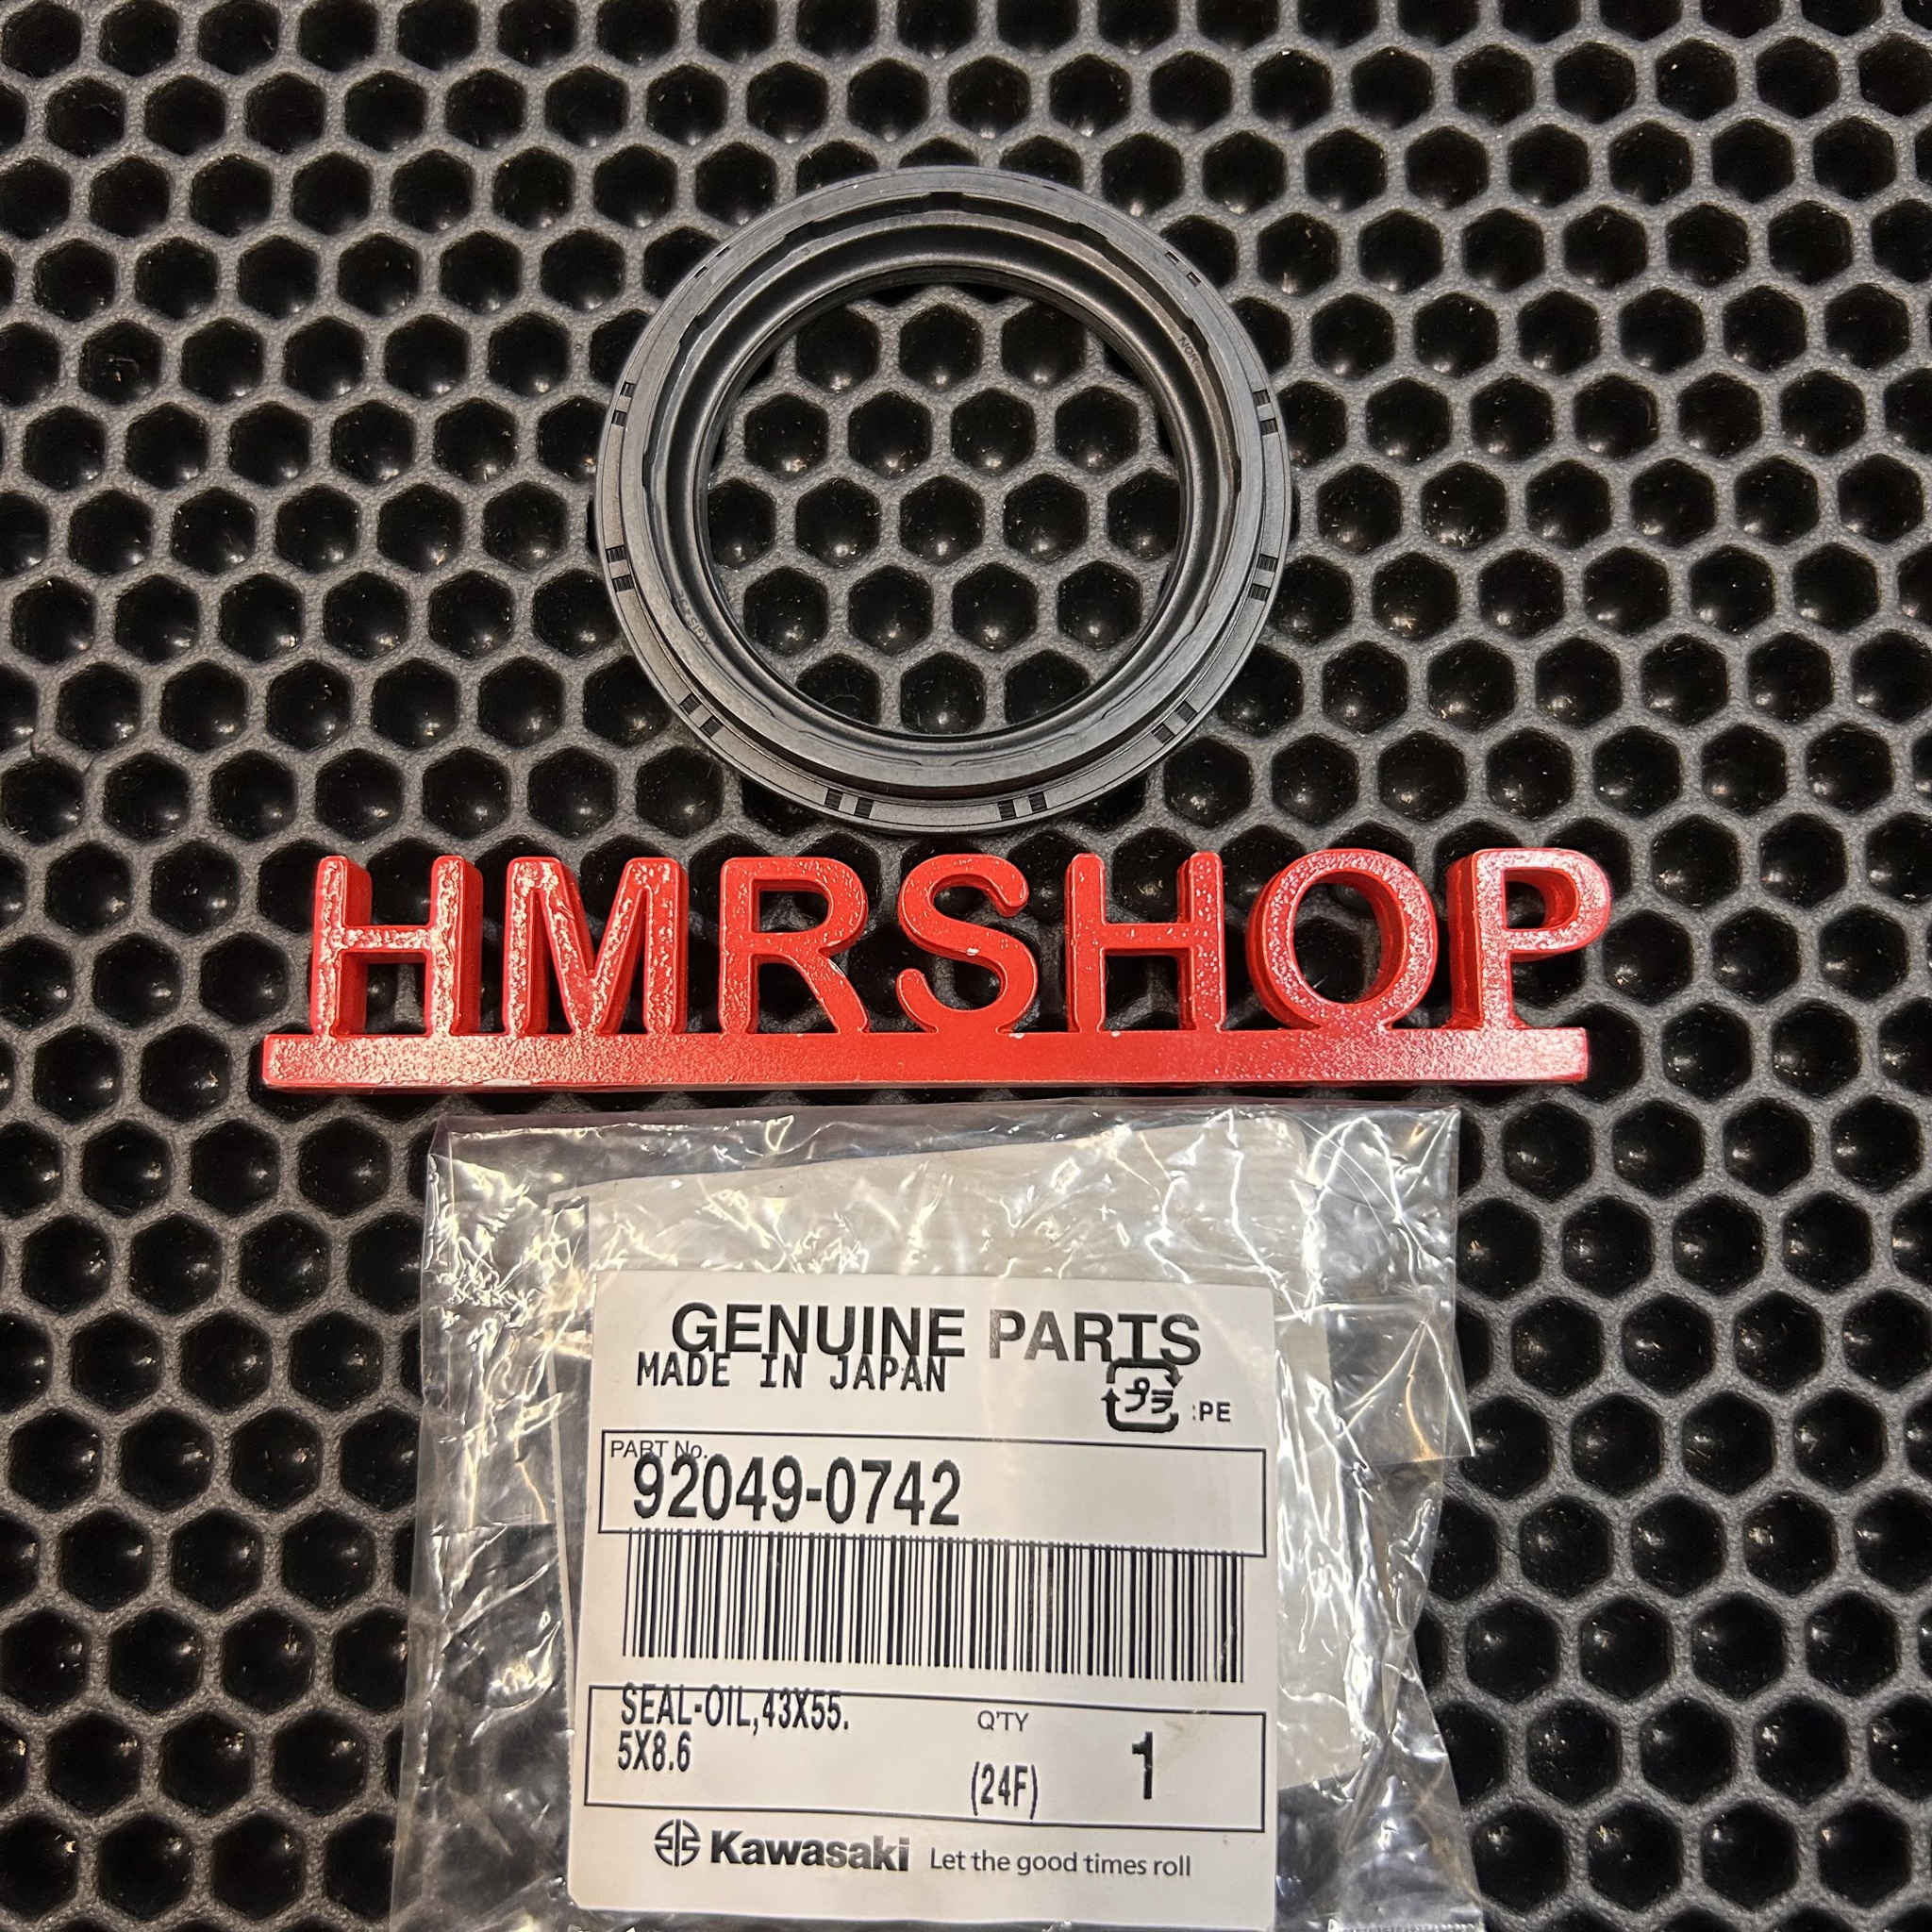 NOK
HMRSHOP
GENUINE PARTS
MADE IN JAPAN
プラ :PE
PART No.
92049-0742
SEAL-OIL,43X55.
5X8.6
Q'TY
(24F)
1
Kawasaki Let the good times roll